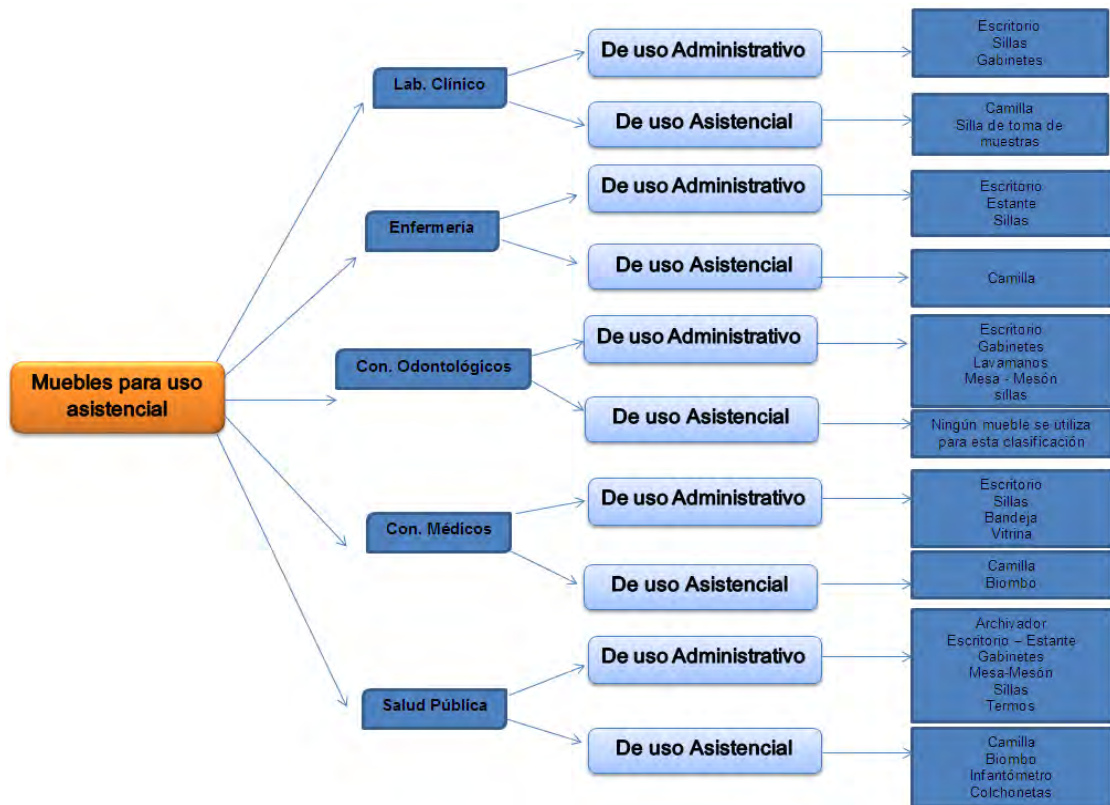 Muebles para uso
asistencial
Lab. Clínico
De uso Administrativo
Escritorio
Sillas
Gabinetes
De uso Asistencial
Camilla
Silla de toma de
muestras
Enfermería
De uso Administrativo
Escritorio
Estante
Sillas
De uso Asistencial
Camilla
Con. Odontológicos
De uso Administrativo
Escritorio
Gabinetes
Lavamanos
Mesa - Mesón
sillas
De uso Asistencial
Ningún mueble se utiliza
para esta clasificación
Con. Médicos
De uso Administrativo
Escritorio
Sillas
Bandeja
Vitrina
De uso Asistencial
Camilla
Biombo
Salud Pública
De uso Administrativo
Archivador
Escritorio – Estante
Gabinetes
Mesa-Mesón
Sillas
Termos
De uso Asistencial
Camilla
Biombo
Infantómetro
Colchonetas